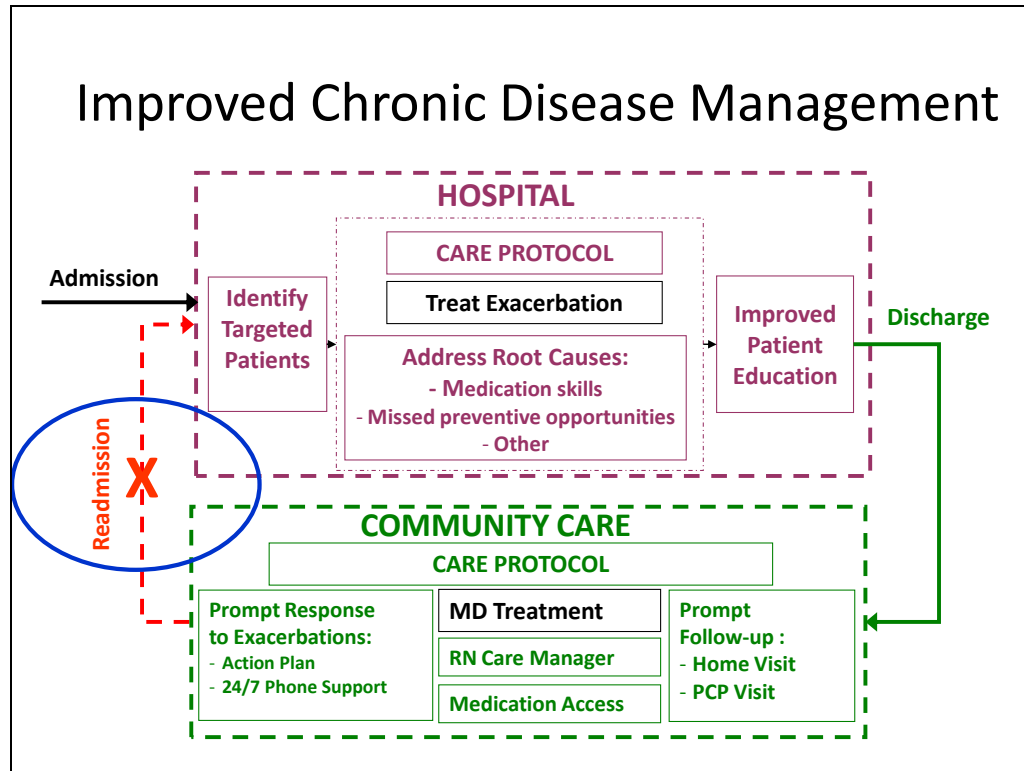 Improved Chronic Disease Management
HOSPITAL
Admission
Identify
Targeted
Patients
CARE PROTOCOL
Treat Exacerbation
Address Root Causes:
- Medication skills
- Missed preventive opportunities
- Other
Improved
Patient
Education
Discharge
Readmission
X
COMMUNITY CARE
CARE PROTOCOL
Prompt Response
to Exacerbations:
- Action Plan
- 24/7 Phone Support
MD Treatment
RN Care Manager
Medication Access
Prompt
Follow-up :
- Home Visit
- PCP Visit